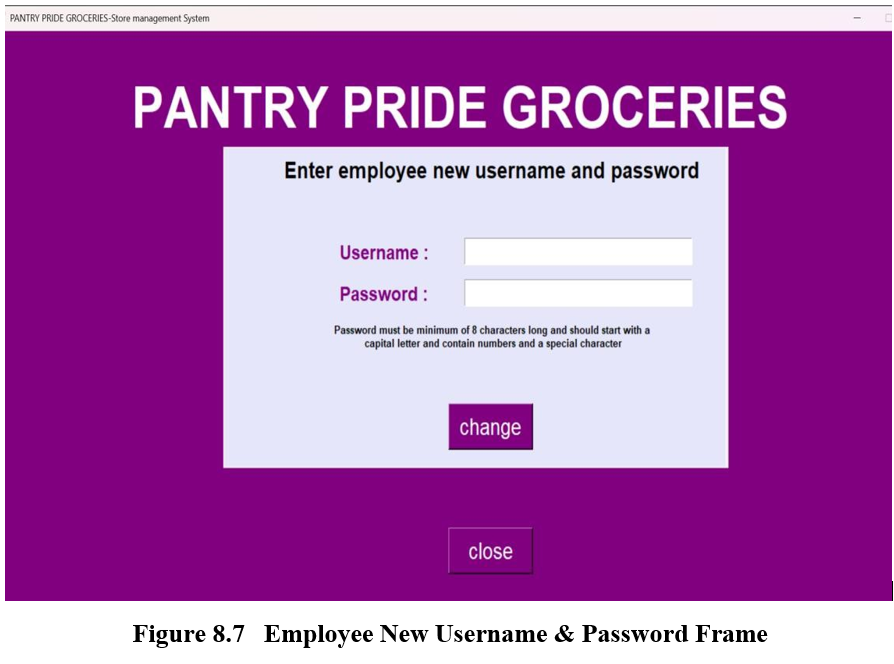 PANTRY PRIDE GROCERIES-Store management System
PANTRY PRIDE GROCERIES
Enter employee new username and password
Username :
Password :
Password must be minimum of 8 characters long and should start with a
capital letter and contain numbers and a special character
change
close
Figure 8.7 Employee New Username & Password Frame